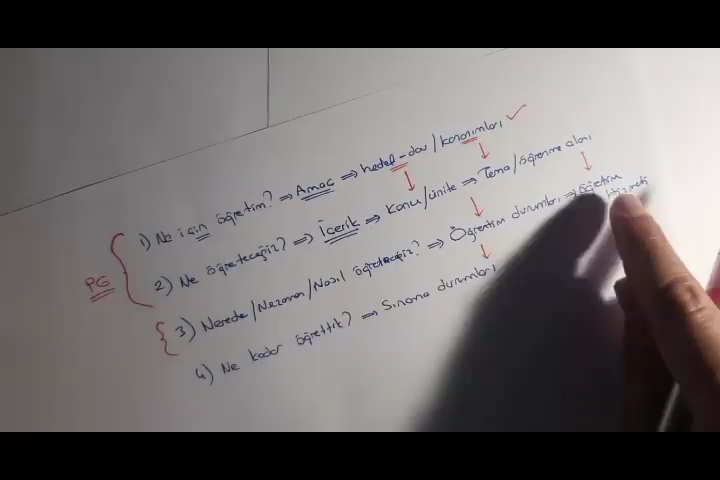 1) Ne için öğretim? ⇒ Amaç ⇒ hedef-dav/kazanımları ✓
2) Ne öğreteceğiz? ⇒ İçerik ⇒ Konu/ünite ⇒ Tema/öğrenme alanı
PG
3) Nerede/Nezaman/Nasıl öğreteceğiz? ⇒ Öğretim durumları ⇒ öğretim hizmeti
4) Ne kadar öğrettik? ⇒ Sınama durumları